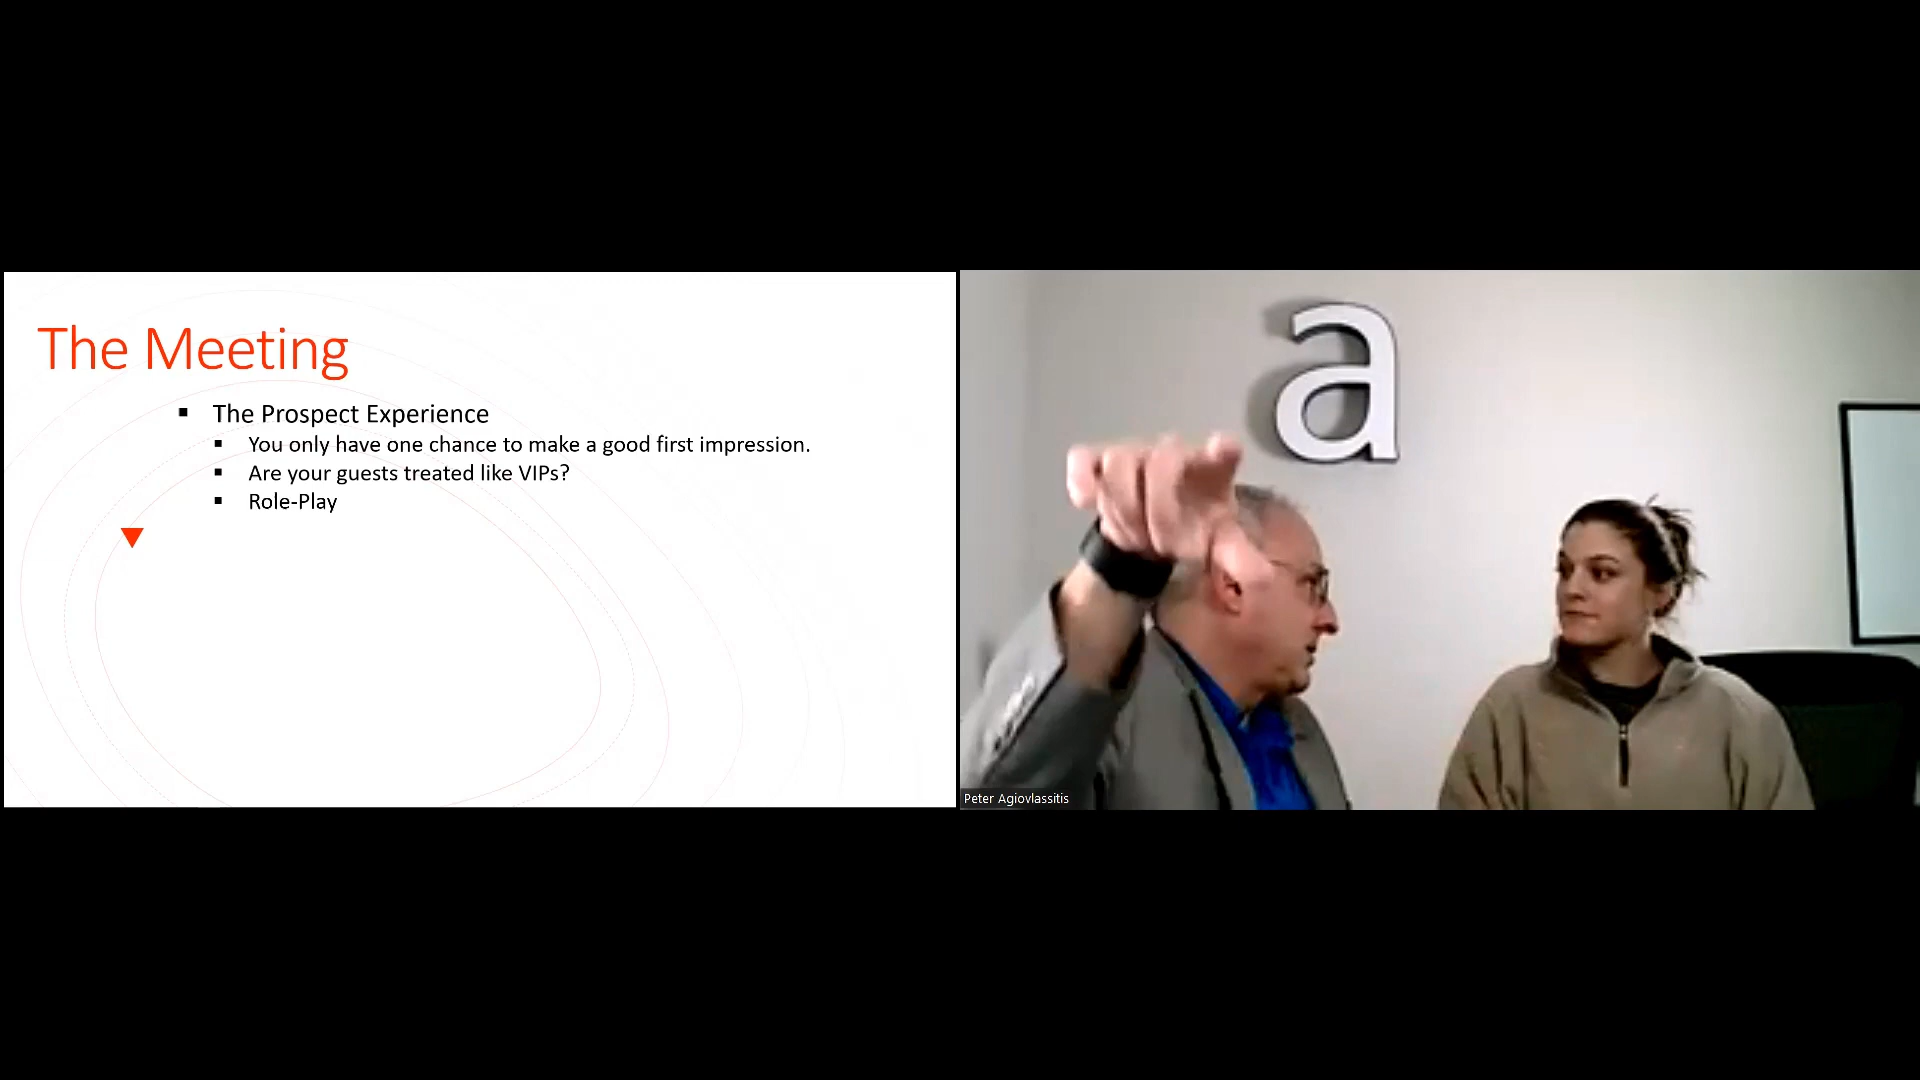 The Meeting
The Prospect Experience
You only have one chance to make a good first impression.
Are your guests treated like VIPs?
Role-Play
a
Peter Agiovlassitis